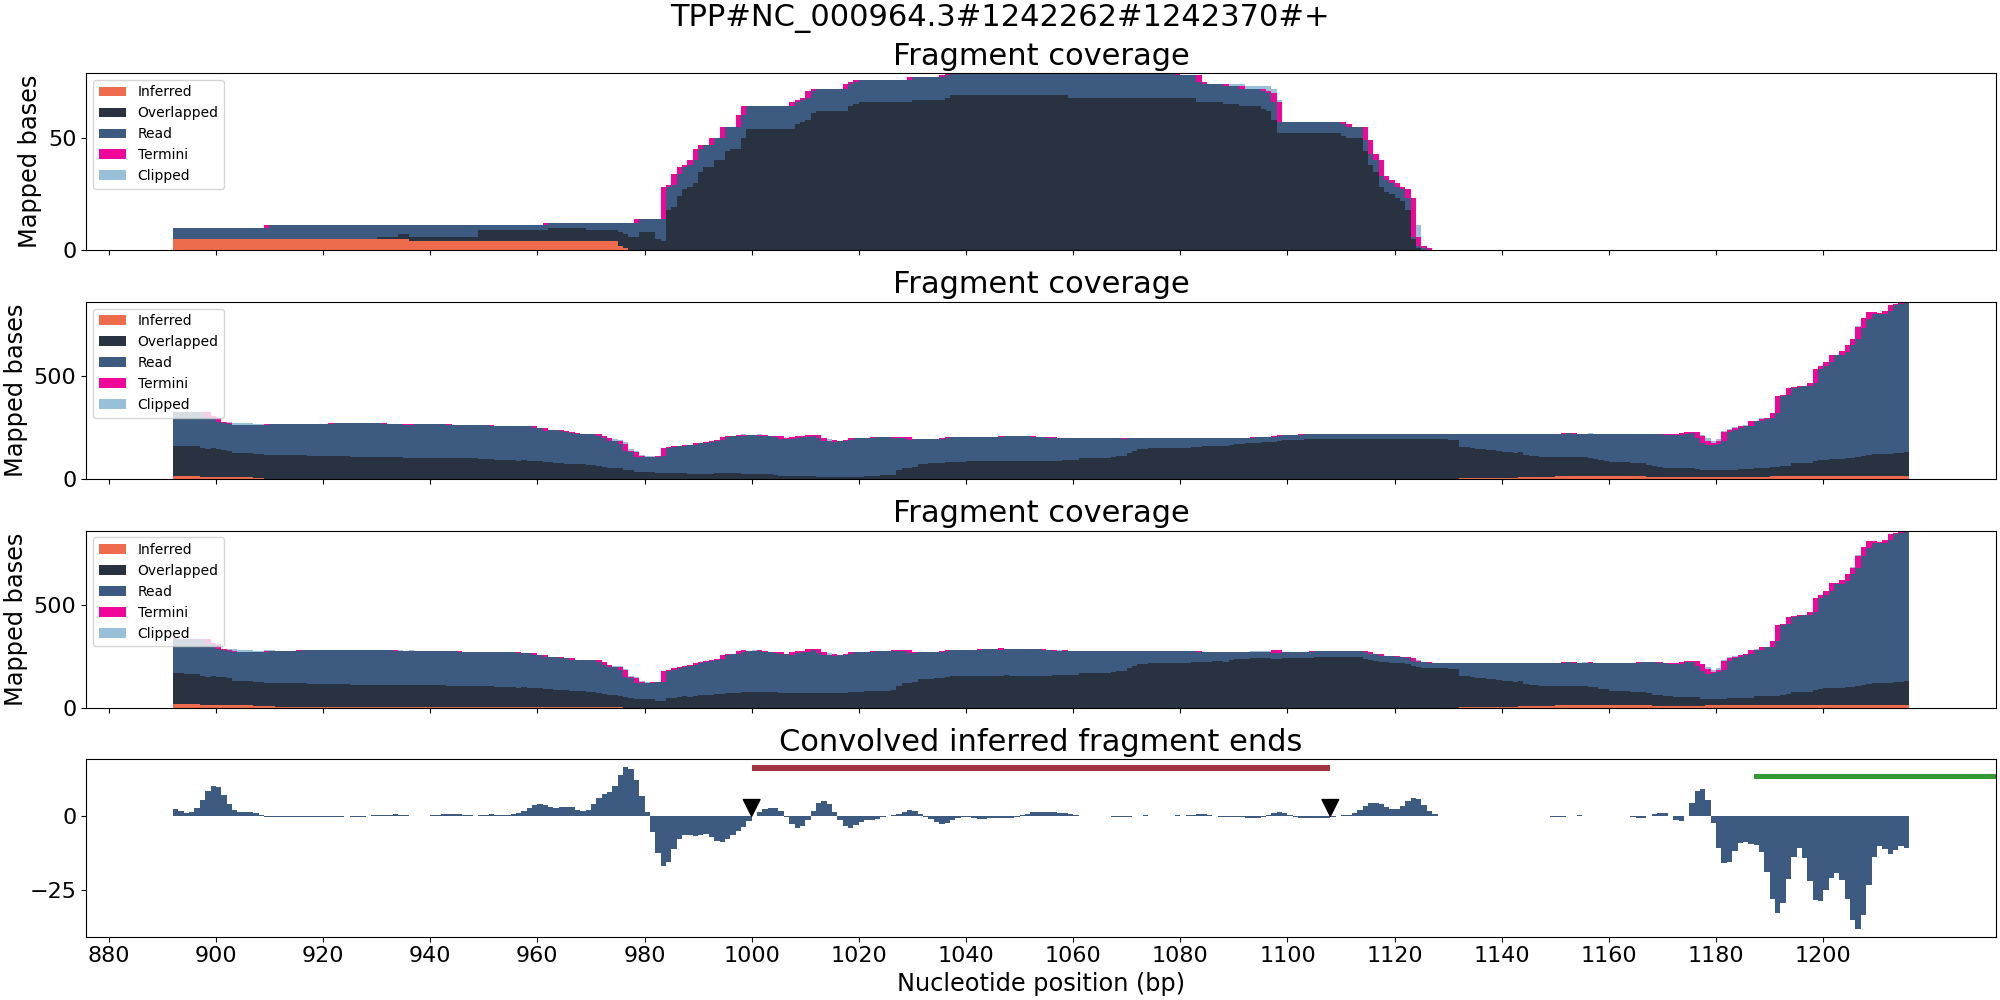 TPP#NC_000964.3#1242262#1242370#+
Fragment coverage
Mapped bases
50
0
Inferred
Overlapped
Read
Termini
Clipped
Fragment coverage
Mapped bases
500
0
Inferred
Overlapped
Read
Termini
Clipped
Fragment coverage
Mapped bases
500
0
Inferred
Overlapped
Read
Termini
Clipped
Convolved inferred fragment ends
0
−25
880 900 920 940 960 980 1000 1020 1040 1060 1080 1100 1120 1140 1160 1180 1200
Nucleotide position (bp)